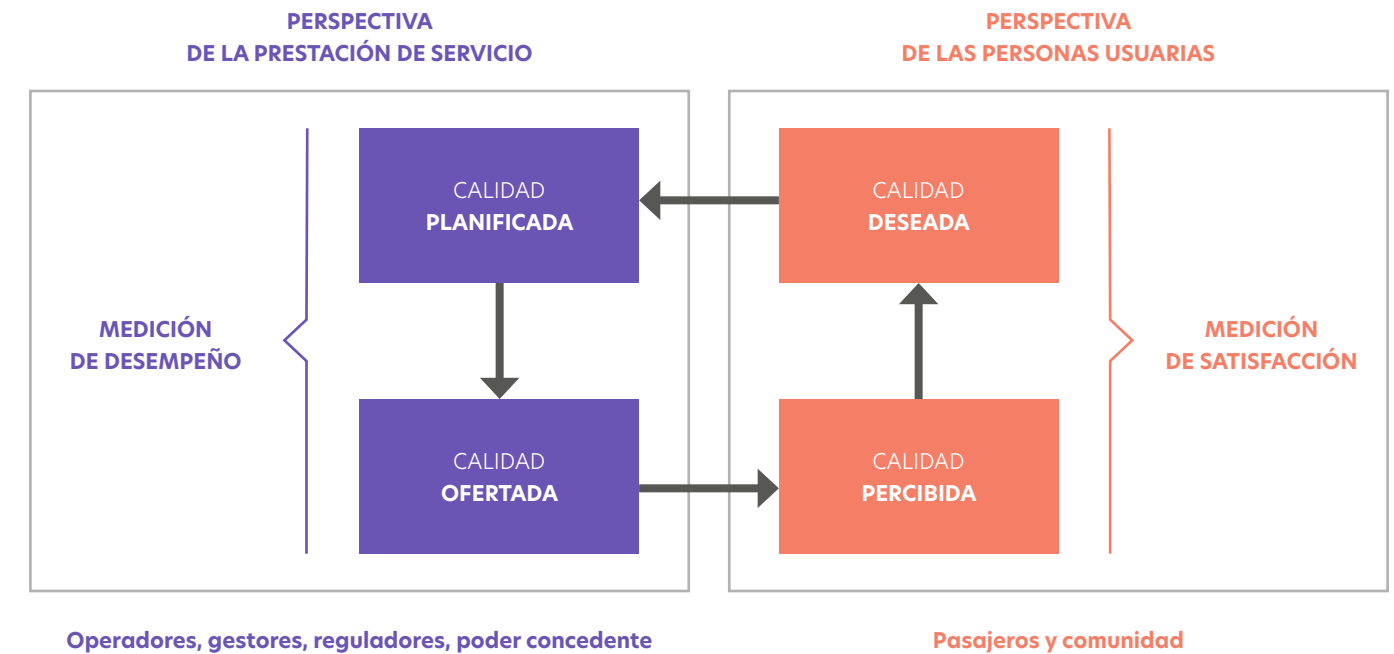 PERSPECTIVA
DE LA PRESTACIÓN DE SERVICIO
PERSPECTIVA
DE LAS PERSONAS USUARIAS
MEDICIÓN
DE DESEMPEÑO
CALIDAD
PLANIFICADA
CALIDAD
OFERTADA
CALIDAD
DESEADA
CALIDAD
PERCIBIDA
MEDICIÓN
DE SATISFACCIÓN
Operadores, gestores, reguladores, poder concedente
Pasajeros y comunidad